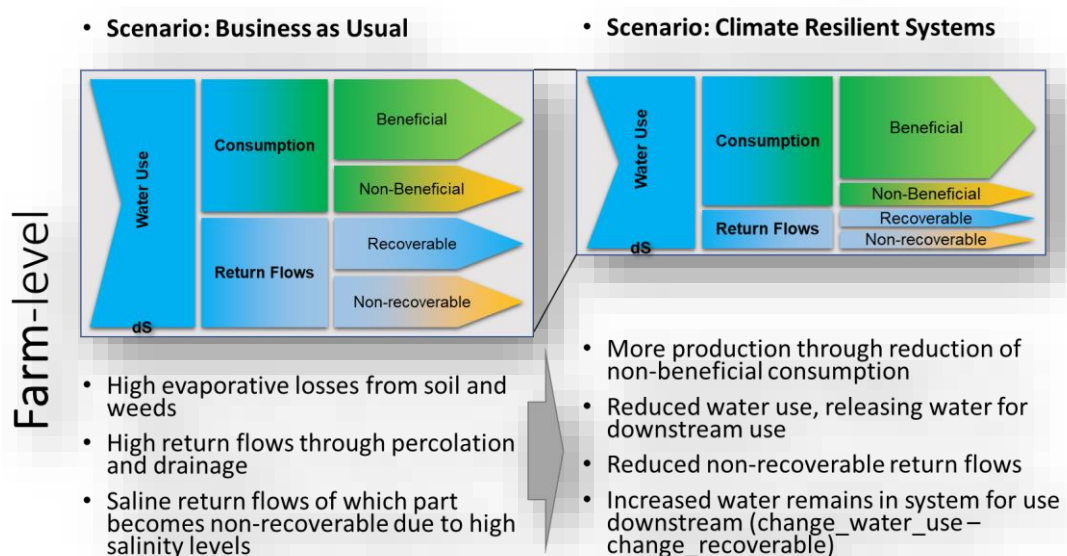 • Scenario: Business as Usual
Water Use
dS
Consumption
Return Flows
Beneficial
Non-Beneficial
Recoverable
Non-recoverable
• Scenario: Climate Resilient Systems
Water Use
dS
Consumption
Return Flows
Beneficial
Non-Beneficial
Recoverable
Non-recoverable
Farm-level
• High evaporative losses from soil and
weeds
• High return flows through percolation
and drainage
• Saline return flows of which part
becomes non-recoverable due to high
salinity levels
• More production through reduction of
non-beneficial consumption
• Reduced water use, releasing water for
downstream use
• Reduced non-recoverable return flows
• Increased water remains in system for use
downstream (change_water_use –
change_recoverable)